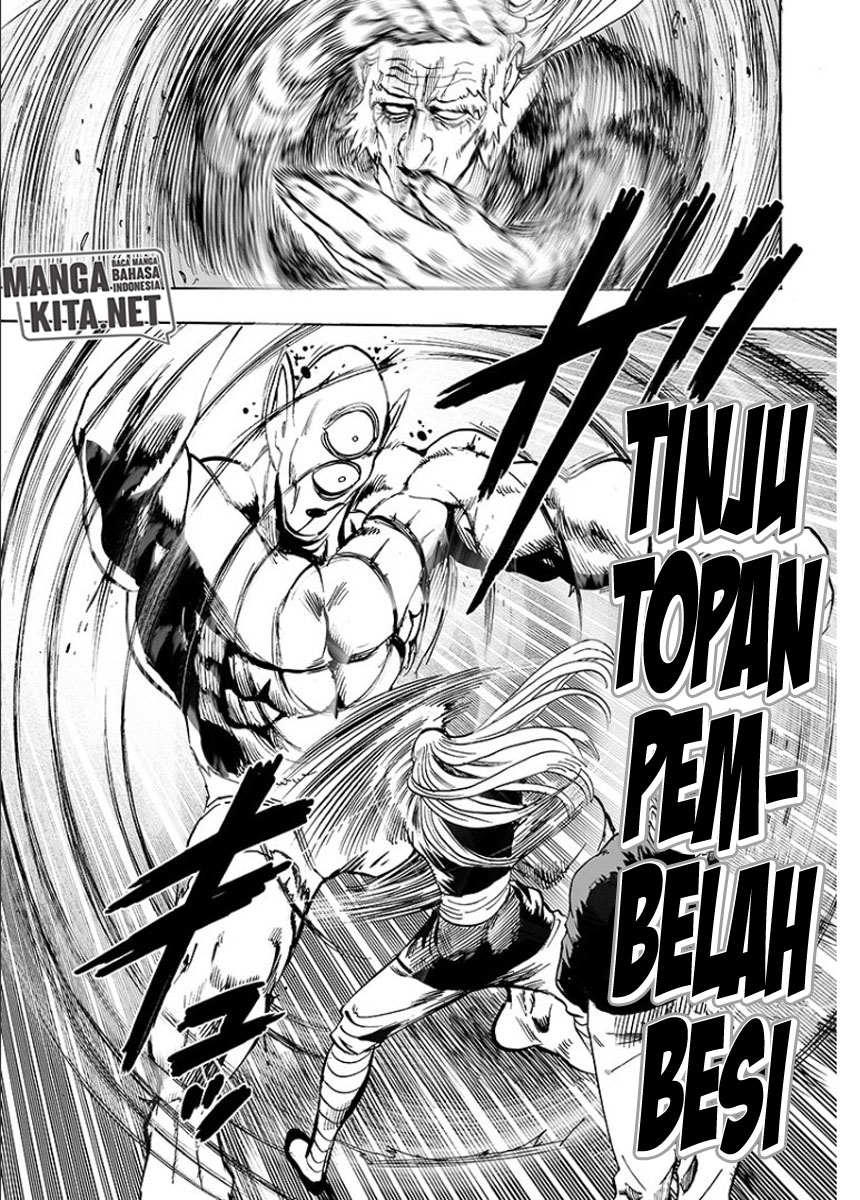 MANGA
KITA.NET
BACA MANGA
BAHASA
INDONESIA
TINJU
TOPAN
PEM-
BELAH
BESI